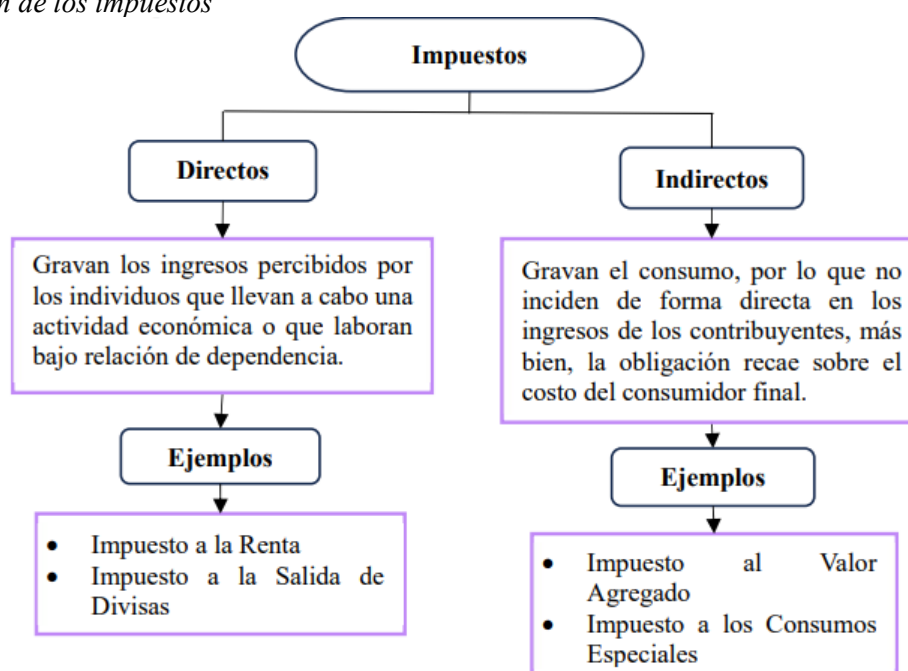 de los impuestos
Impuestos
Directos
Gravan los ingresos percibidos por
los individuos que llevan a cabo una
actividad económica o que laboran
bajo relación de dependencia.
Ejemplos
• Impuesto a la Renta
• Impuesto a la Salida de
Divisas
Indirectos
Gravan el consumo, por lo que no
inciden de forma directa en los
ingresos de los contribuyentes, más
bien, la obligación recae sobre el
costo del consumidor final.
Ejemplos
• Impuesto al Valor
Agregado
• Impuesto a los Consumos
Especiales